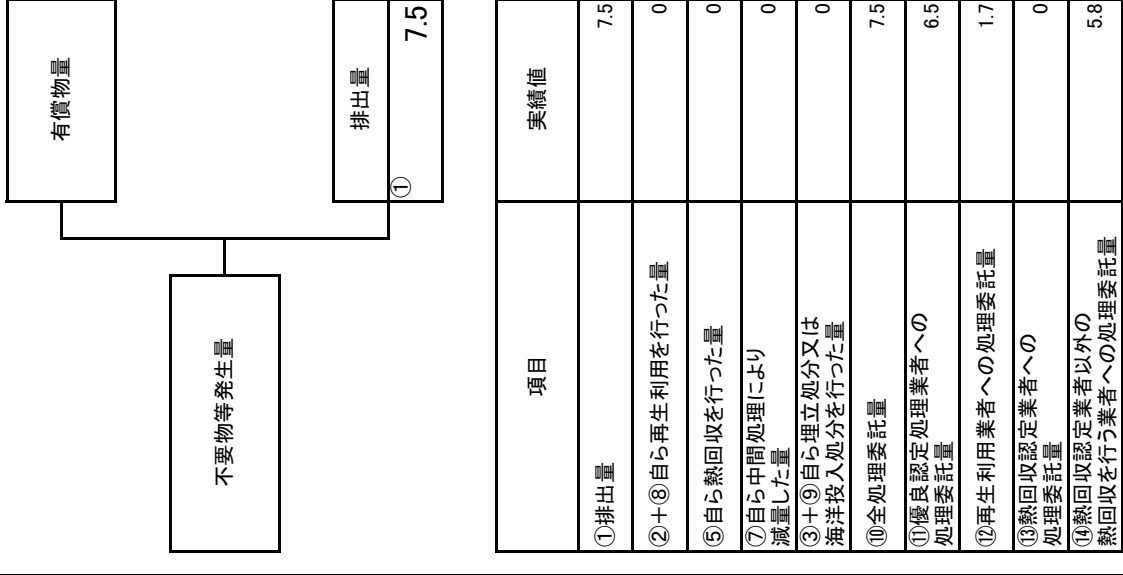 不要物等発生量
有償物量
排出量
①
7.5
項目
実績値
①排出量
7.5
②+⑧自ら再生利用を行った量
0
⑤自ら熱回収を行った量
0
⑦自ら中間処理により
減量した量
0
③+⑨自ら埋立処分又は
海洋投入処分を行った量
0
⑩全処理委託量
7.5
⑪優良認定処理業者への
処理委託量
6.5
⑫再生利用業者への処理委託量
1.7
⑬熱回収認定業者への
処理委託量
0
⑭熱回収認定業者以外の
熱回収を行う業者への処理委託量
5.8